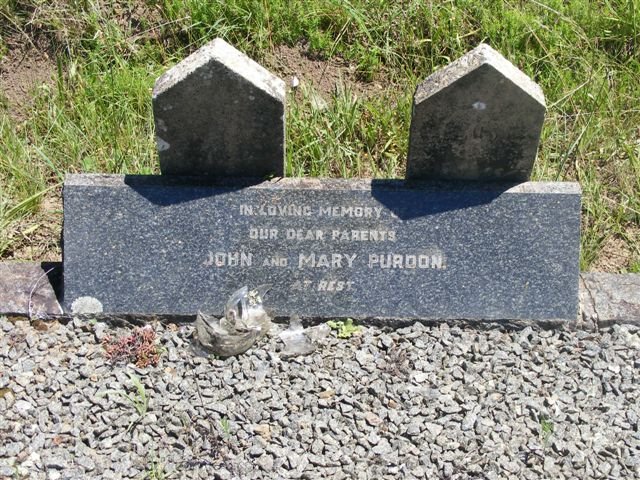 IN LOVING MEMORY
OUR DEAR PARENTS
JOHN AND MARY PURDON.
AT REST